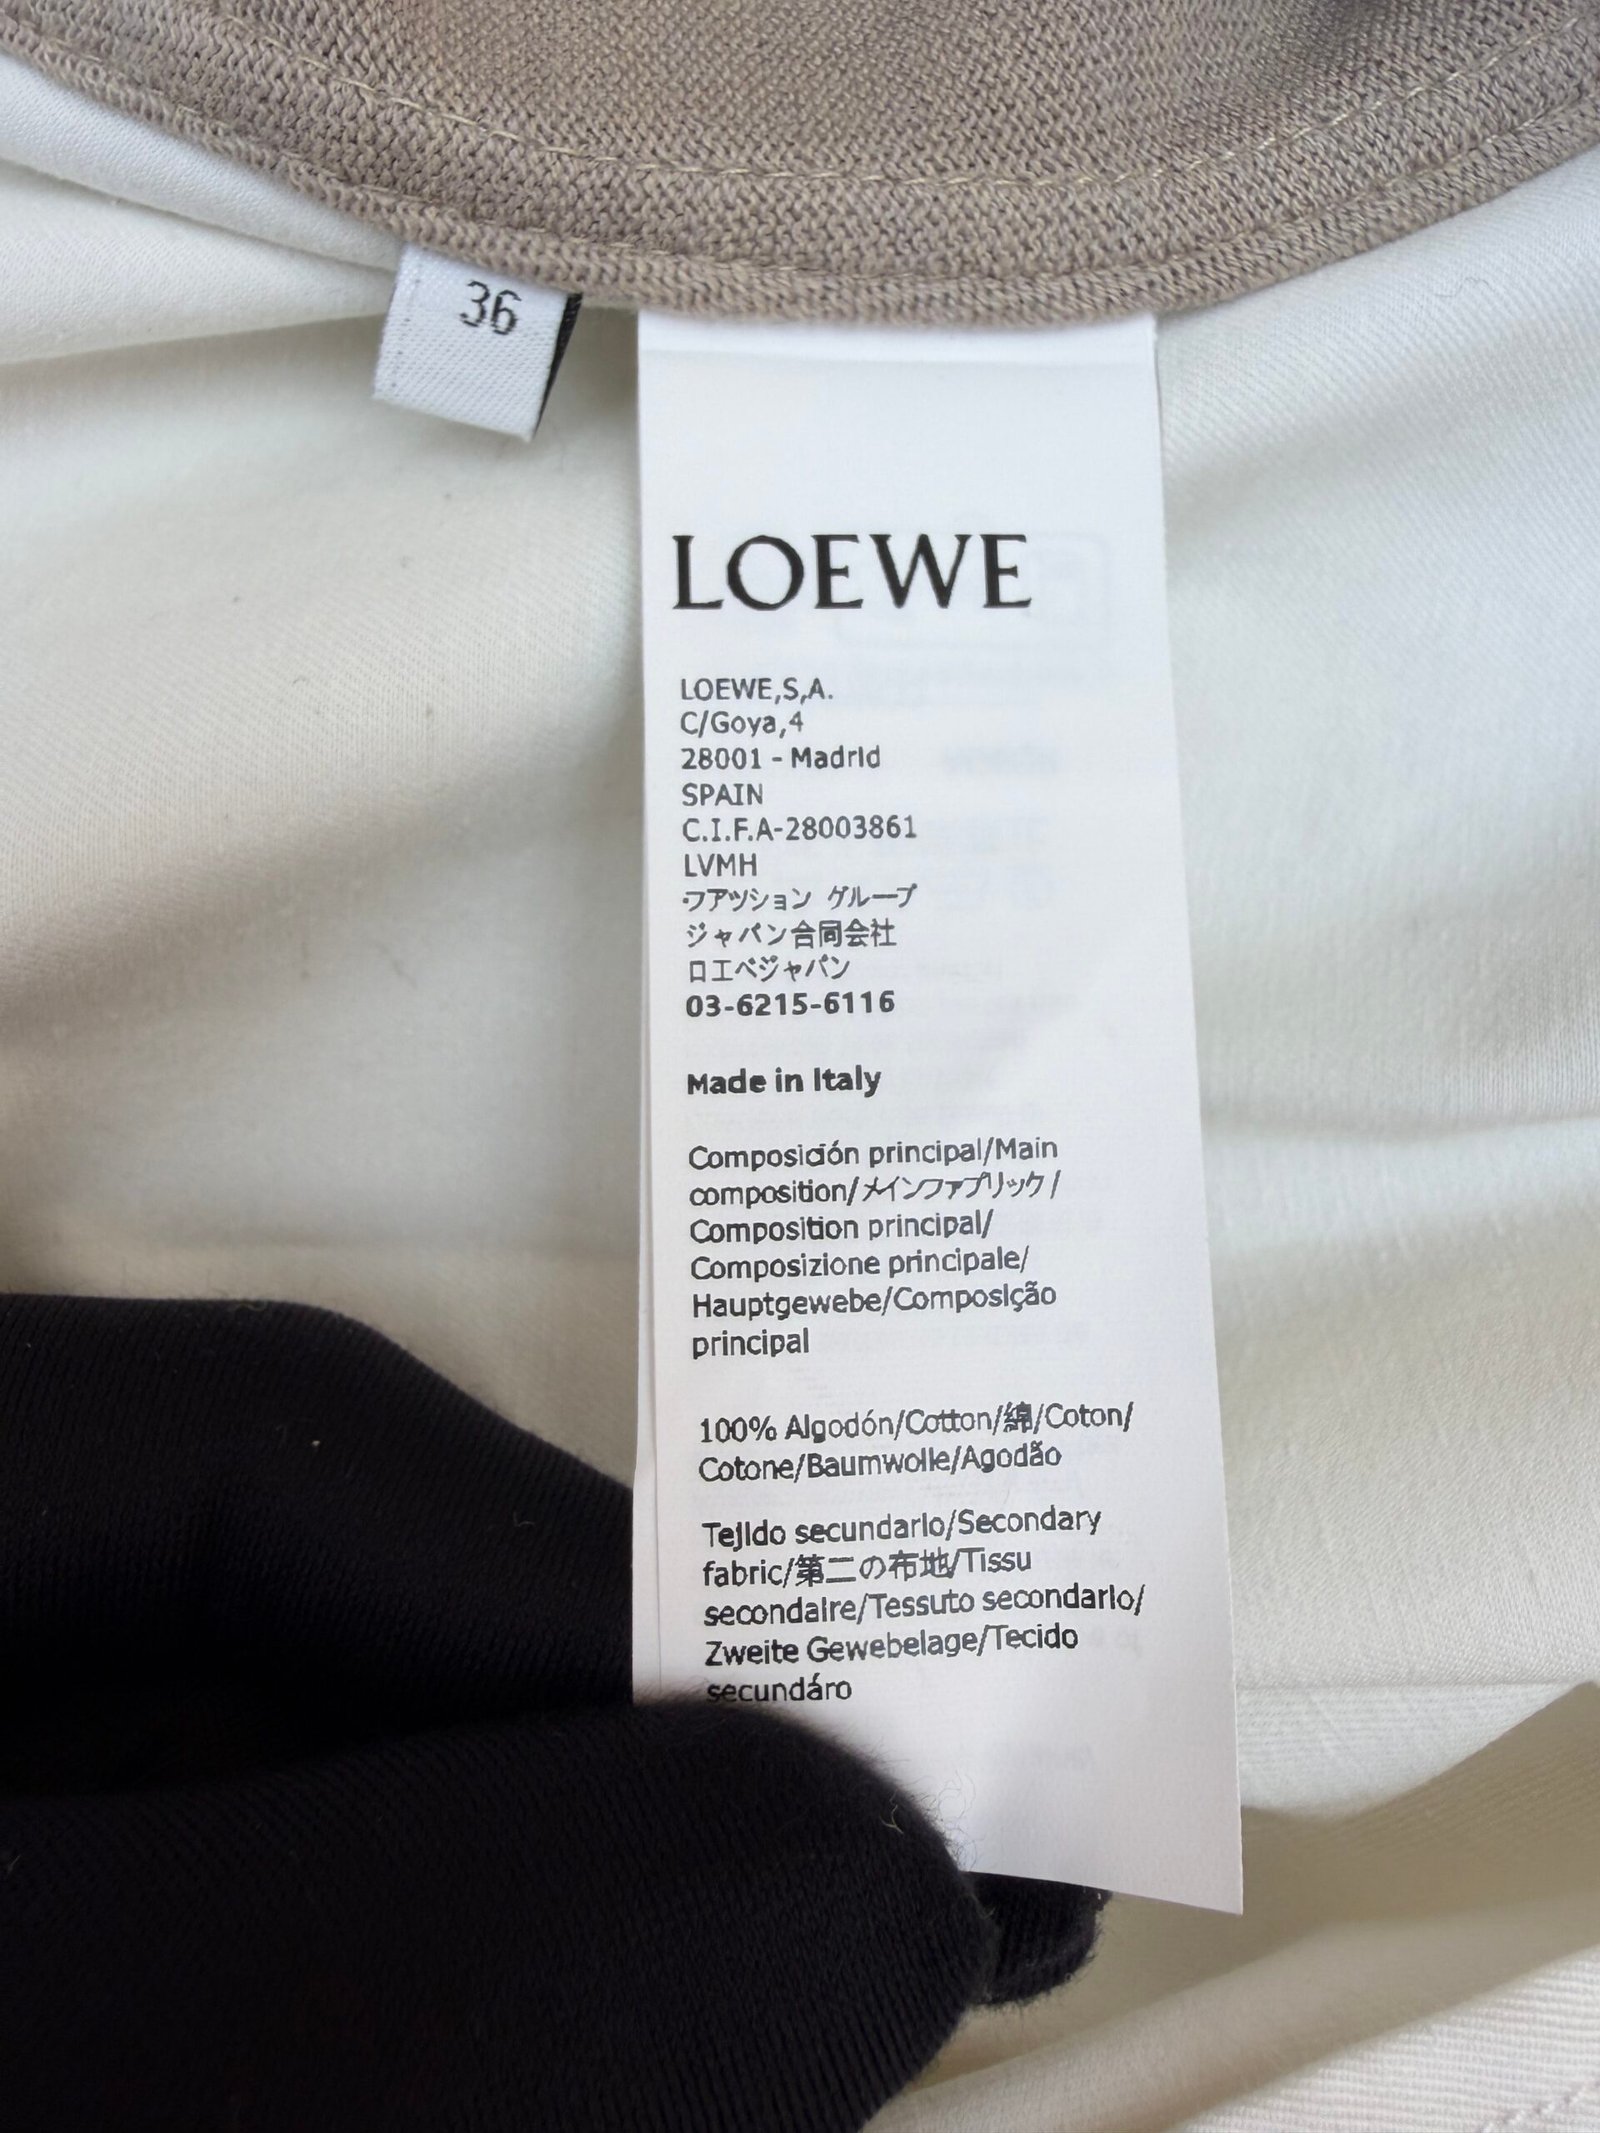 36
LOEWE
LOEWE,S,A.
C/Goya,4
28001 - Madrid
SPAIN
C.I.F.A-28003861
LVMH
ファッション グループ
ジャパン合同会社
ロエベジャパン
03-6215-6116
Made in Italy
Composición principal/Main
composition/メインファブリック/
Composition principal/
Composizione principale/
Hauptgewebe/Composição
principal
100% Algodón/Cotton/綿/Coton/
Cotone/Baumwolle/Agodão
Tejido secundario/Secondary
fabric/第二の布地/Tissu
secondaire/Tessuto secondario/
Zweite Gewebelage/Tecido
secundáro